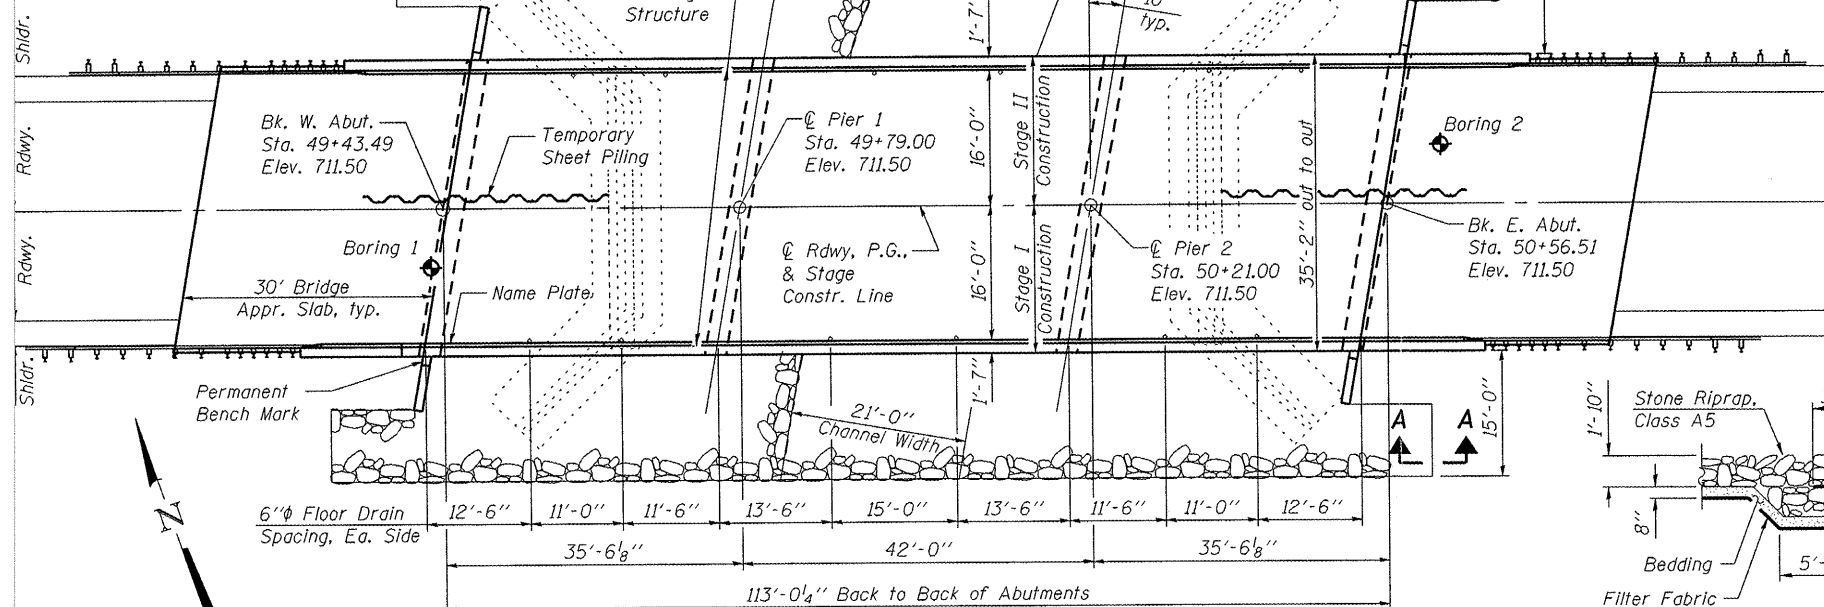 Structure
Shldr.
1'-7"
10°
typ.
Bk. W. Abut.
Sta. 49+43.49
Elev. 711.50
Temporary
Sheet Piling
℄ Pier 1
Sta. 49+79.00
Elev. 711.50
16'-0"
Stage II
Construction
35'-2" out to out
Boring 2
Rdwy.
Rdwy.
Boring 1
30' Bridge
Appr. Slab, typ.
Name Plate
℄ Rdwy, P.G.,
& Stage
Constr. Line
16'-0"
Stage I
Construction
℄ Pier 2
Sta. 50+21.00
Elev. 711.50
Bk. E. Abut.
Sta. 50+56.51
Elev. 711.50
Shldr.
Permanent
Bench Mark
1'-7"
21'-0"
Channel Width
A
A
15'-0"
1'-10"
Stone Riprap,
Class A5
N
6"ϕ Floor Drain
Spacing, Ea. Side
12'-6"
11'-0"
11'-6"
13'-6"
15'-0"
13'-6"
11'-6"
11'-0"
12'-6"
8"
35'-6⅛"
42'-0"
35'-6⅛"
Bedding
5'-
113'-0¼" Back to Back of Abutments
Filter Fabric